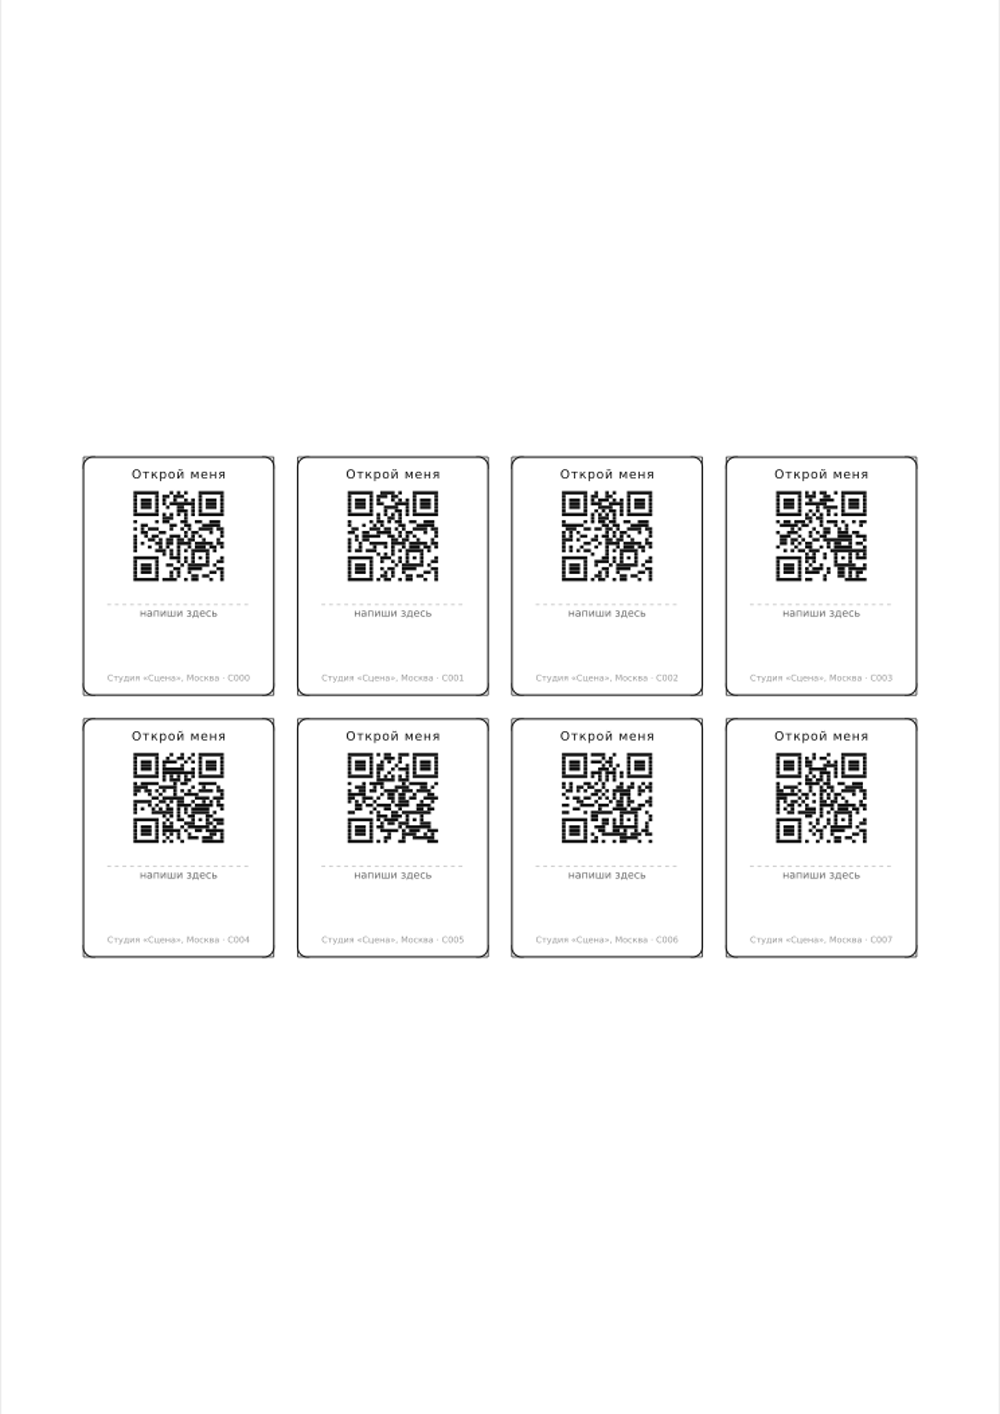 Открой меня
напиши здесь
Студия «Сцена», Москва · C000
Открой меня
напиши здесь
Студия «Сцена», Москва · C001
Открой меня
напиши здесь
Студия «Сцена», Москва · C002
Открой меня
напиши здесь
Студия «Сцена», Москва · C003
Открой меня
напиши здесь
Студия «Сцена», Москва · C004
Открой меня
напиши здесь
Студия «Сцена», Москва · C005
Открой меня
напиши здесь
Студия «Сцена», Москва · C006
Открой меня
напиши здесь
Студия «Сцена», Москва · C007